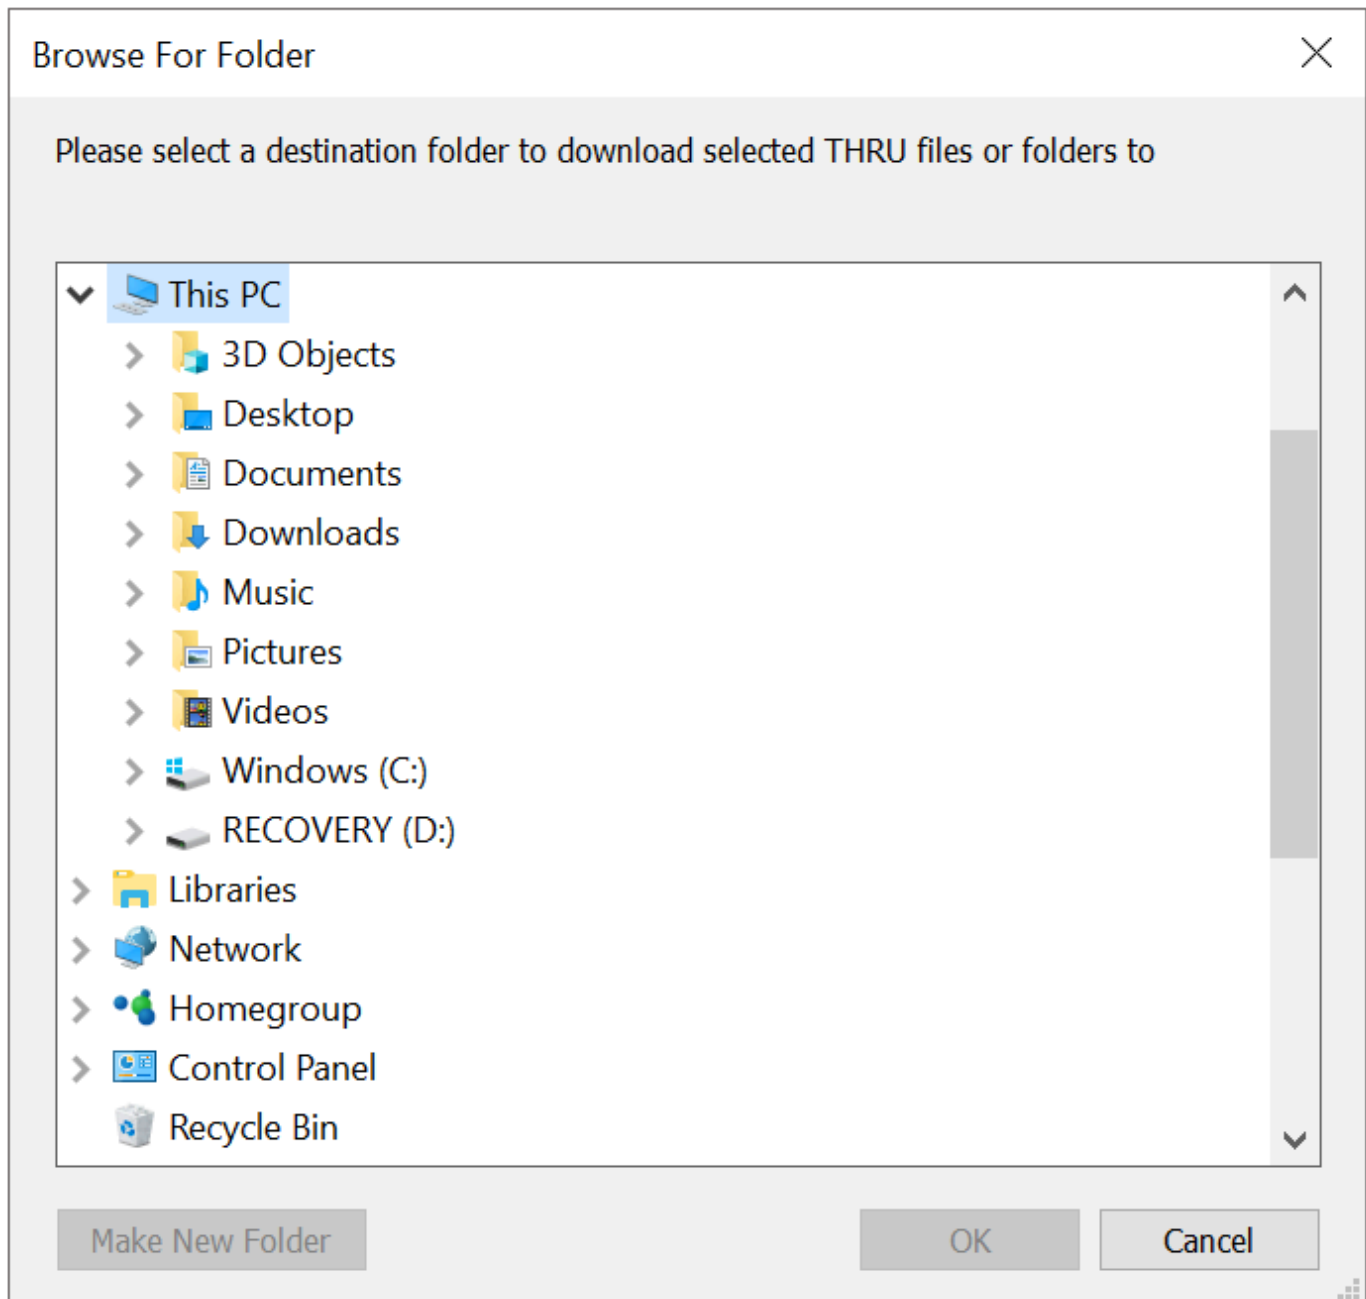 Browse For Folder
Please select a destination folder to download selected THRU files or folders to
This PC
3D Objects
Desktop
Documents
Downloads
Music
Pictures
Videos
Windows (C:)
RECOVERY (D:)
Libraries
Network
Homegroup
Control Panel
Recycle Bin
Make New Folder OK Cancel